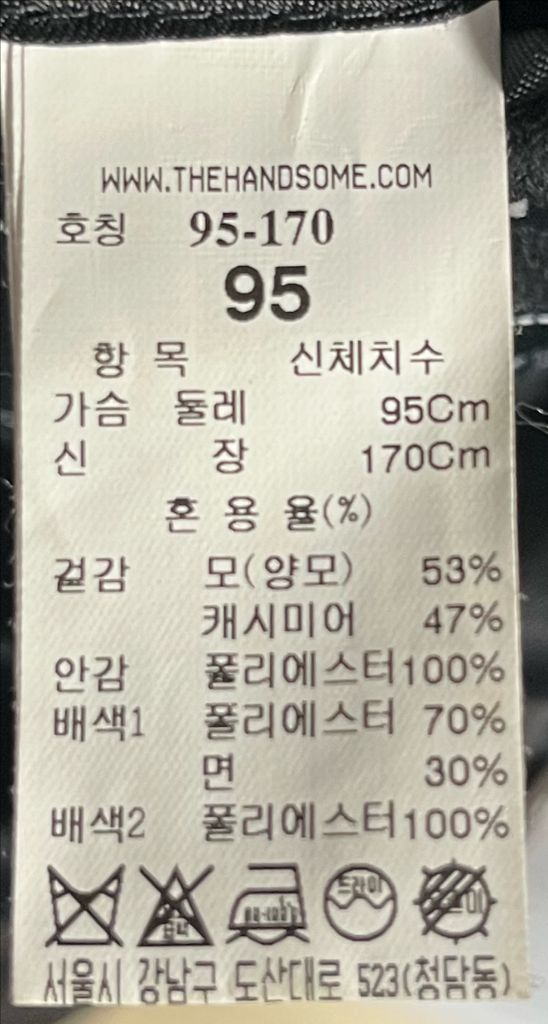 WWW.THEHANDSOME.COM
호칭 95-170
95
항 목 신체치수
가슴 둘레 95Cm
신 장 170Cm
혼 용 율(%)
겉감 모(양모) 53%
캐시미어 47%
안감 폴리에스터100%
배색1 폴리에스터 70%
면 30%
배색2 폴리에스터100%
드라이
서울시 강남구 도산대로 523(청담동)